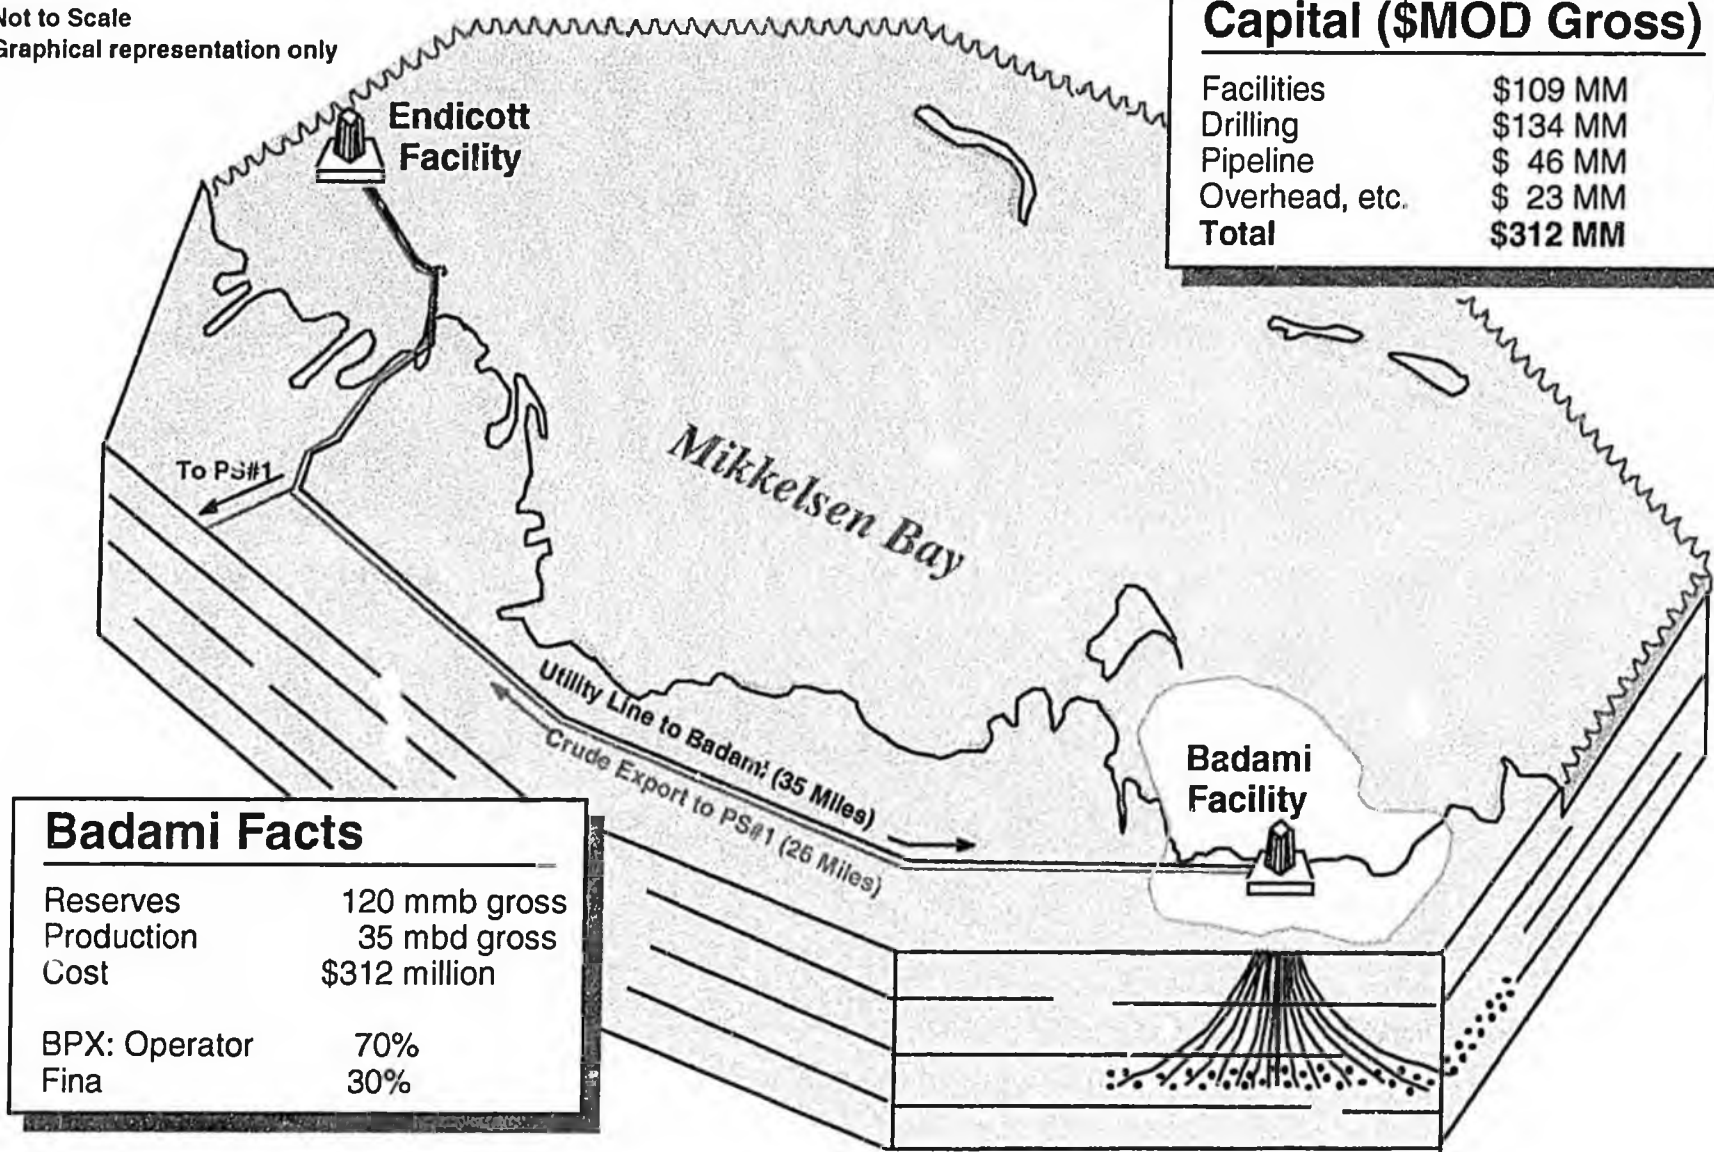 Not to Scale
Graphical representation only
Capital ($MOD Gross)
Facilities $109 MM
Drilling $134 MM
Pipeline $ 46 MM
Overhead, etc. $ 23 MM
Total $312 MM
Endicott
Facility
To PS#1
Mikkelsen Bay
Utility Line to Badami (35 Miles)
Crude Export to PS#1 (26 Miles)
Badami
Facility
Badami Facts
Reserves 120 mmb gross
Production 35 mbd gross
Cost $312 million
BPX: Operator 70%
Fina 30%